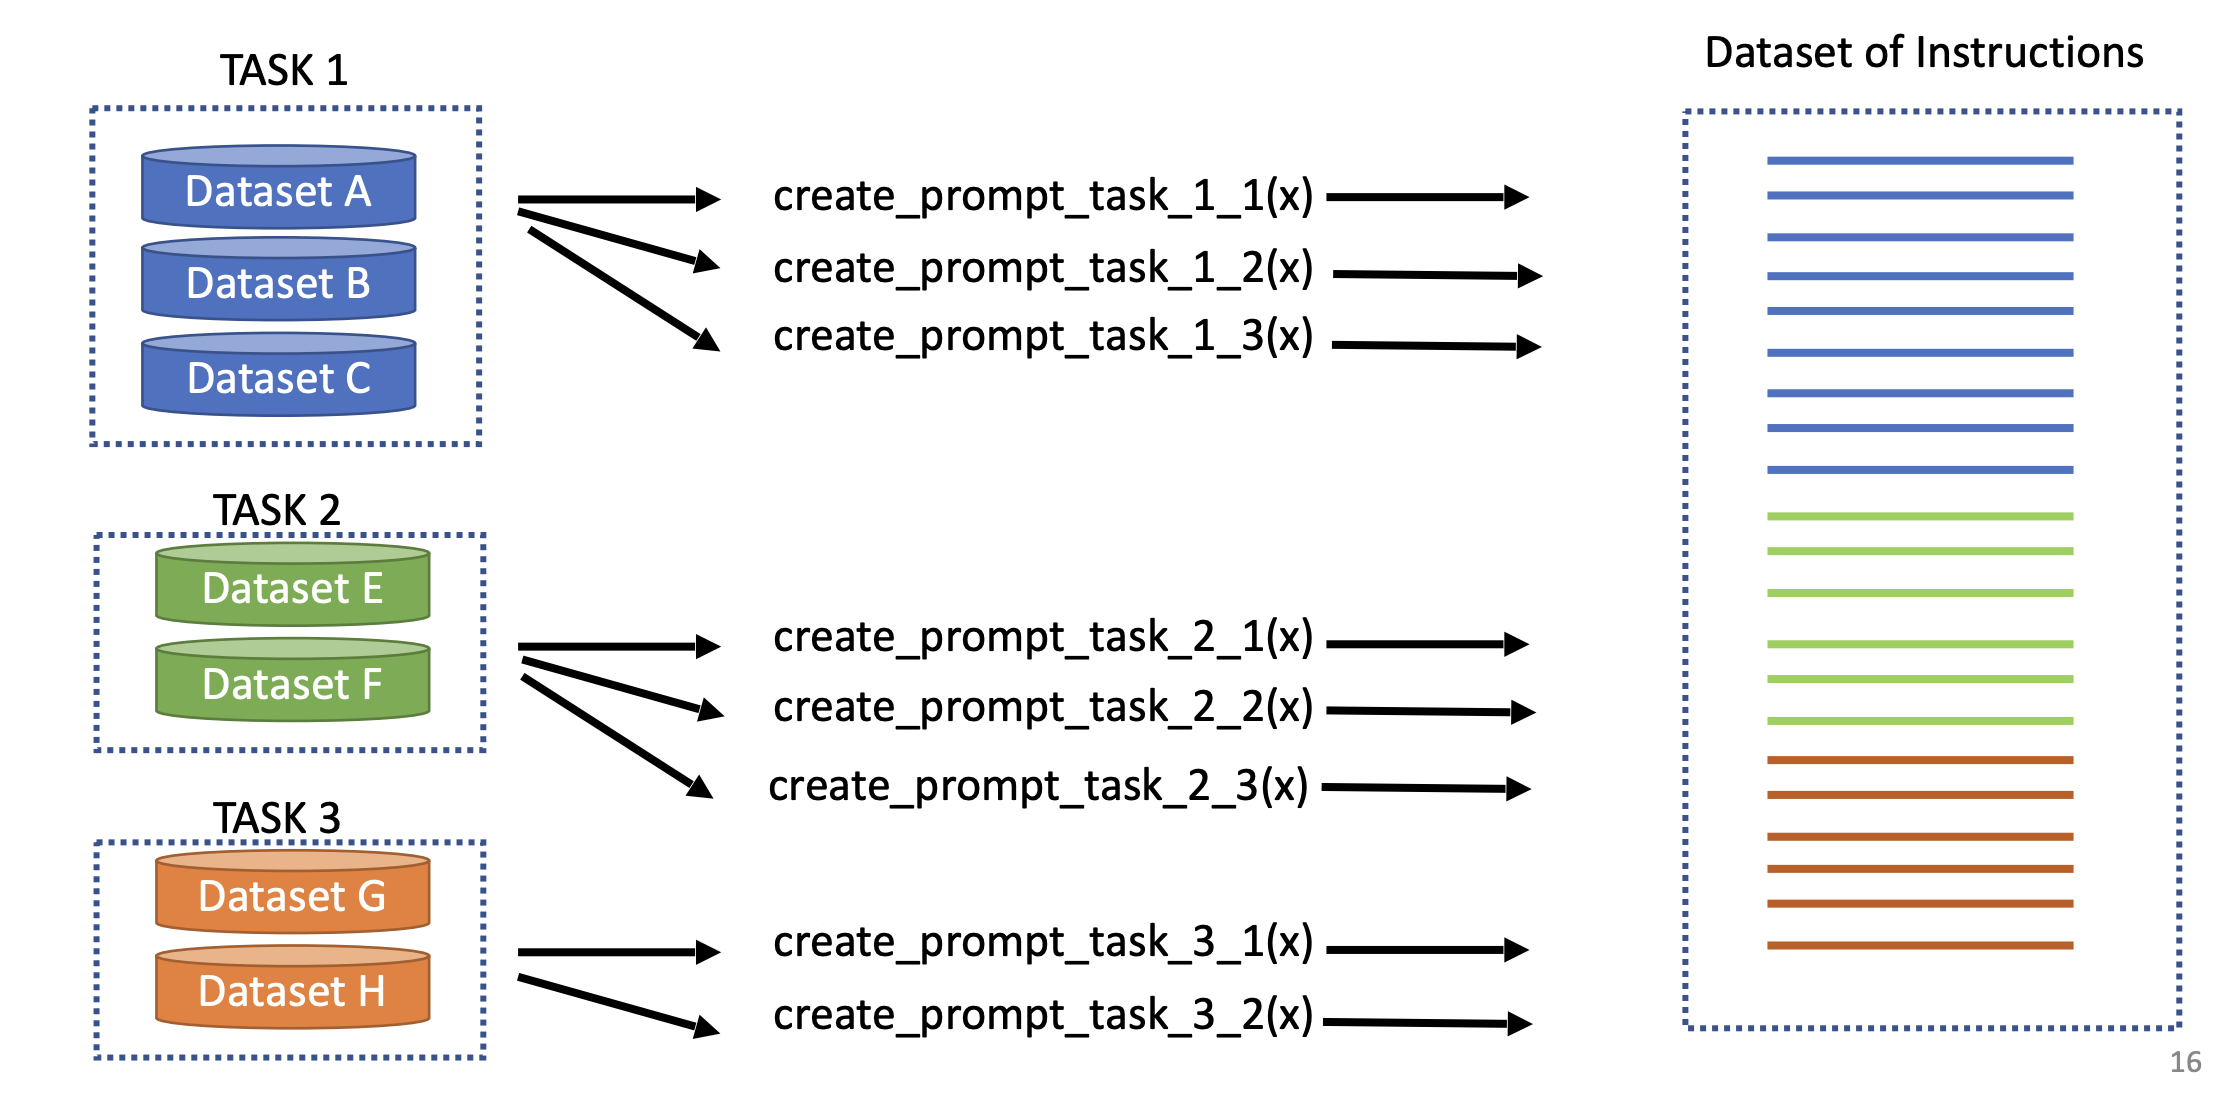 TASK 1
Dataset A
Dataset B
Dataset C
TASK 2
Dataset E
Dataset F
TASK 3
Dataset G
Dataset H
create_prompt_task_1_1(x)
create_prompt_task_1_2(x)
create_prompt_task_1_3(x)
create_prompt_task_2_1(x)
create_prompt_task_2_2(x)
create_prompt_task_2_3(x)
create_prompt_task_3_1(x)
create_prompt_task_3_2(x)
Dataset of Instructions
16